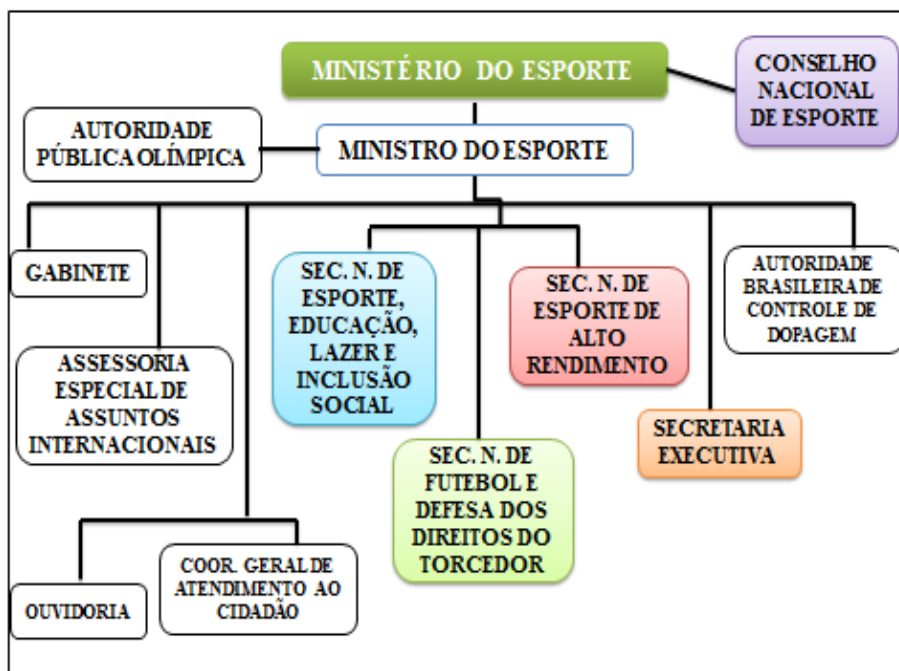 MINISTÉRIO DO ESPORTE
CONSELHO
NACIONAL
DE ESPORTE
AUTORIDADE
PÚBLICA OLÍMPICA
MINISTRO DO ESPORTE
GABINETE
ASSESSORIA
ESPECIAL DE
ASSUNTOS
INTERNACIONAIS
SEC. N. DE
ESPORTE,
EDUCAÇÃO,
LAZER E
INCLUSÃO
SOCIAL
SEC. N. DE
ESPORTE DE
ALTO
RENDIMENTO
AUTORIDADE
BRASILEIRA DE
CONTROLE DE
DOPAGEM
SECRETARIA
EXECUTIVA
SEC. N. DE
FUTEBOL E
DEFESA DOS
DIREITOS DO
TORCEDOR
OUVIDORIA
COOR. GERAL DE
ATENDIMENTO AO
CIDADÃO